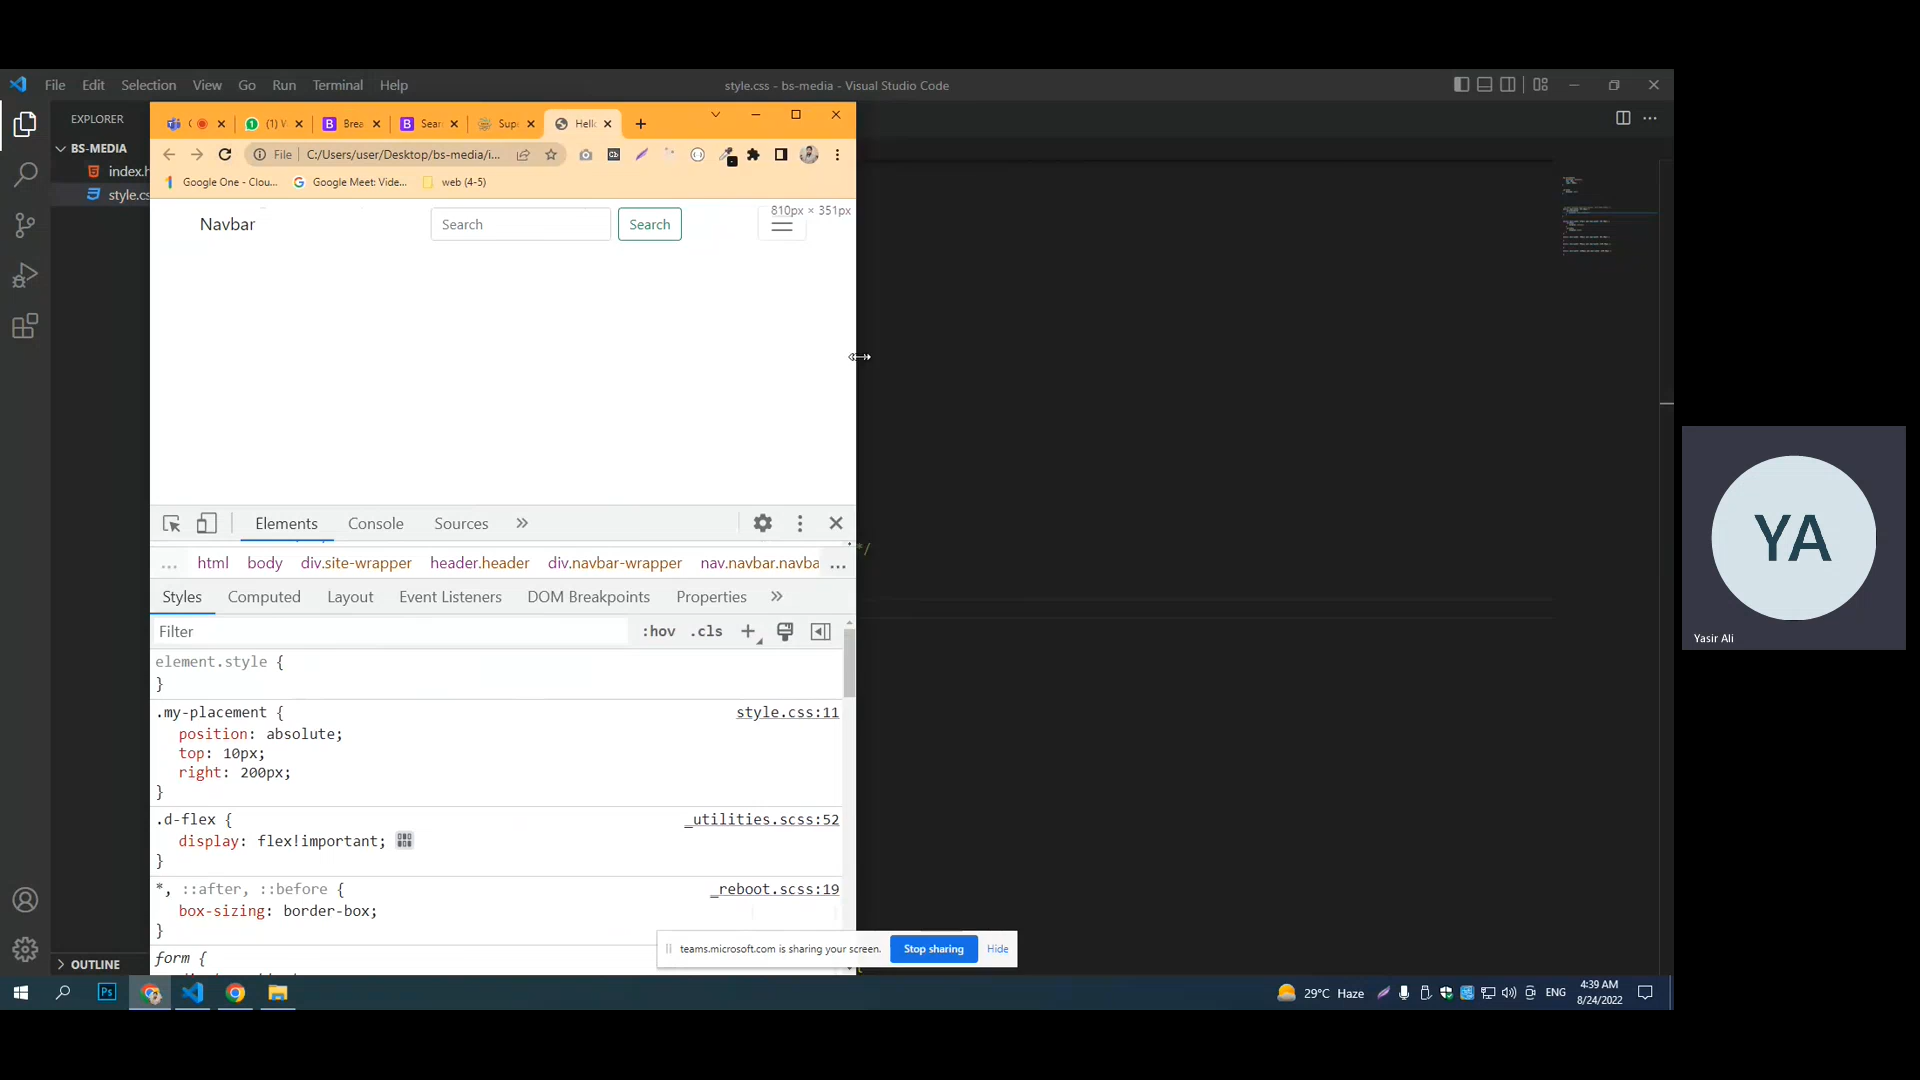 File Edit Selection View Go Run Terminal Help
style.css - bs-media - Visual Studio Code
EXPLORER
BS-MEDIA
index.h
style.cs
(1) V
Brea
Sear
Sup
Hello
File
C:/Users/user/Desktop/bs-media/i...
Google One - Clou...
Google Meet: Vide...
web (4-5)
Navbar
Search
Search
810px × 351px
Elements
Console
Sources
...
html
body
div.site-wrapper
header.header
div.navbar-wrapper
nav.navbar.navba
...
Styles
Computed
Layout
Event Listeners
DOM Breakpoints
Properties
Filter
:hov .cls
element.style {
}
.my-placement {
style.css:11
position: absolute;
top: 10px;
right: 200px;
}
.d-flex {
_utilities.scss:52
display: flex!important;
}
*, ::after, ::before {
_reboot.scss:19
box-sizing: border-box;
}
form {
*/
teams.microsoft.com is sharing your screen.
Stop sharing
Hide
OUTLINE
Ps
29°C Haze
ENG
4:39 AM
8/24/2022
YA
Yasir Ali